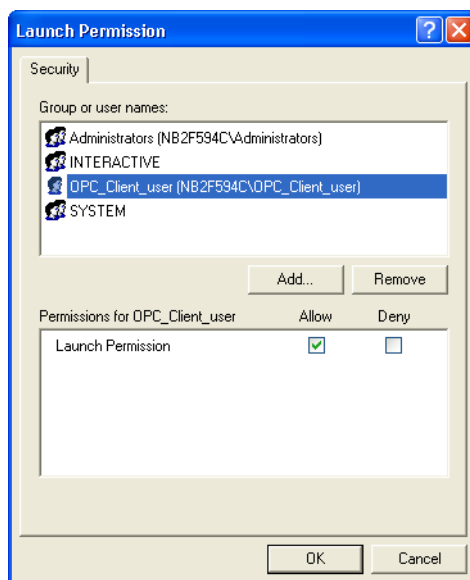 Launch Permission
Security
Group or user names:
Administrators (NB2F594C\Administrators)
INTERACTIVE
OPC_Client_user (NB2F594C\OPC_Client_user)
SYSTEM
Add... Remove
Permissions for OPC_Client_user Allow Deny
Launch Permission
OK Cancel